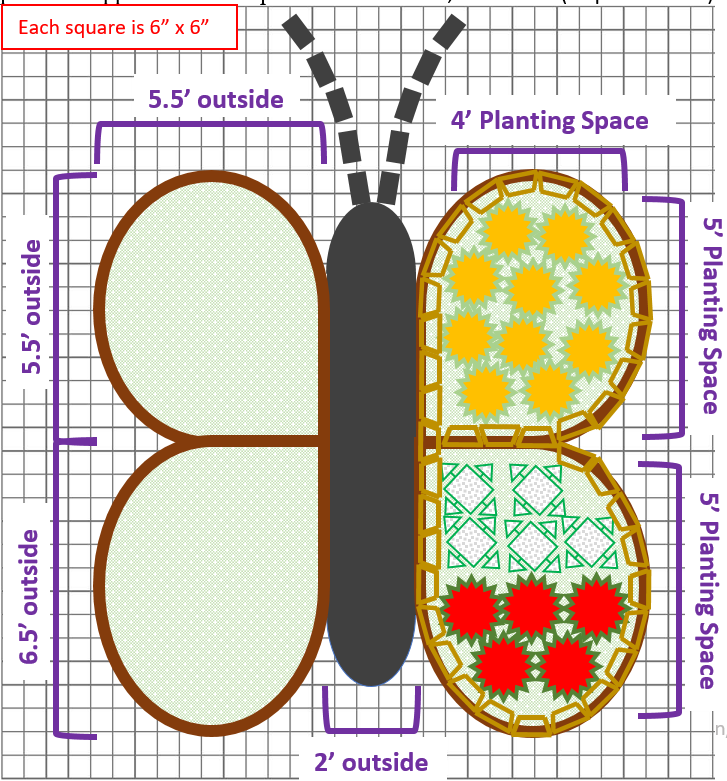 Each square is 6” x 6”
5.5’ outside
4’ Planting Space
5.5’ outside
5’ Planting Space
6.5’ outside
5’ Planting Space
2’ outside